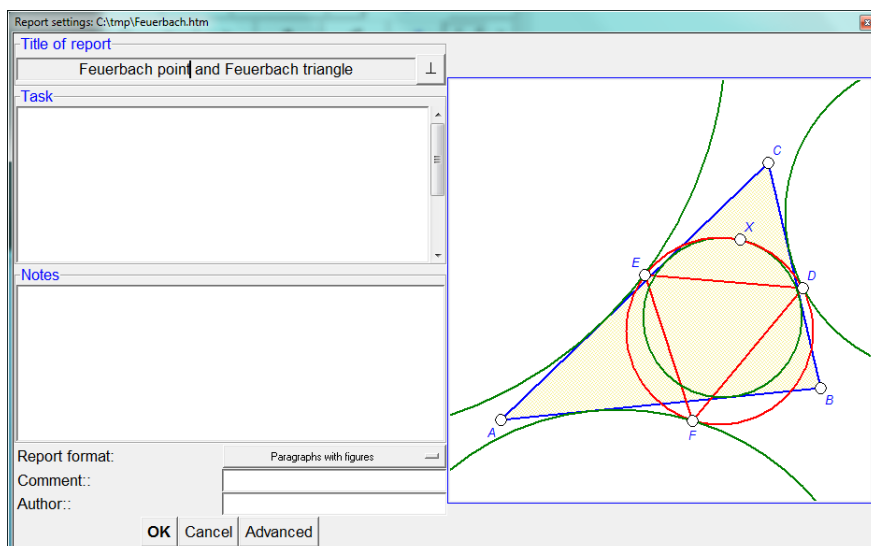 Report settings: C:\tmp\Feuerbach.htm
Title of report
Feuerbach point and Feuerbach triangle
Task
Notes
Report format:
Paragraphs with figures
Comment::
Author::
OK Cancel Advanced
C
X
E
D
B
A
F